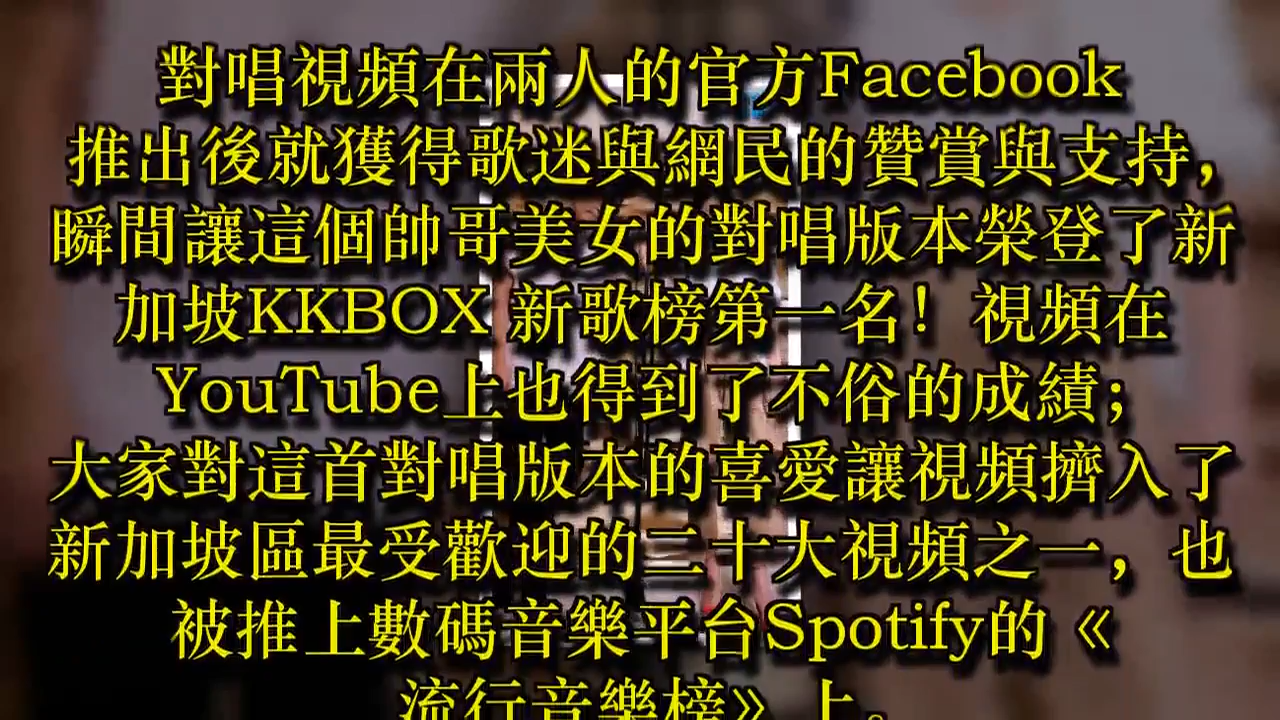 對唱視頻在兩人的官方Facebook
推出後就獲得歌迷與網民的贊賞與支持，
瞬間讓這個帥哥美女的對唱版本榮登了新
加坡KKBOX 新歌榜第一名！視頻在
YouTube上也得到了不俗的成績；
大家對這首對唱版本的喜愛讓視頻擠入了
新加坡區最受歡迎的二十大視頻之一，也
被推上數碼音樂平台Spotify的《
流行音樂榜》上。